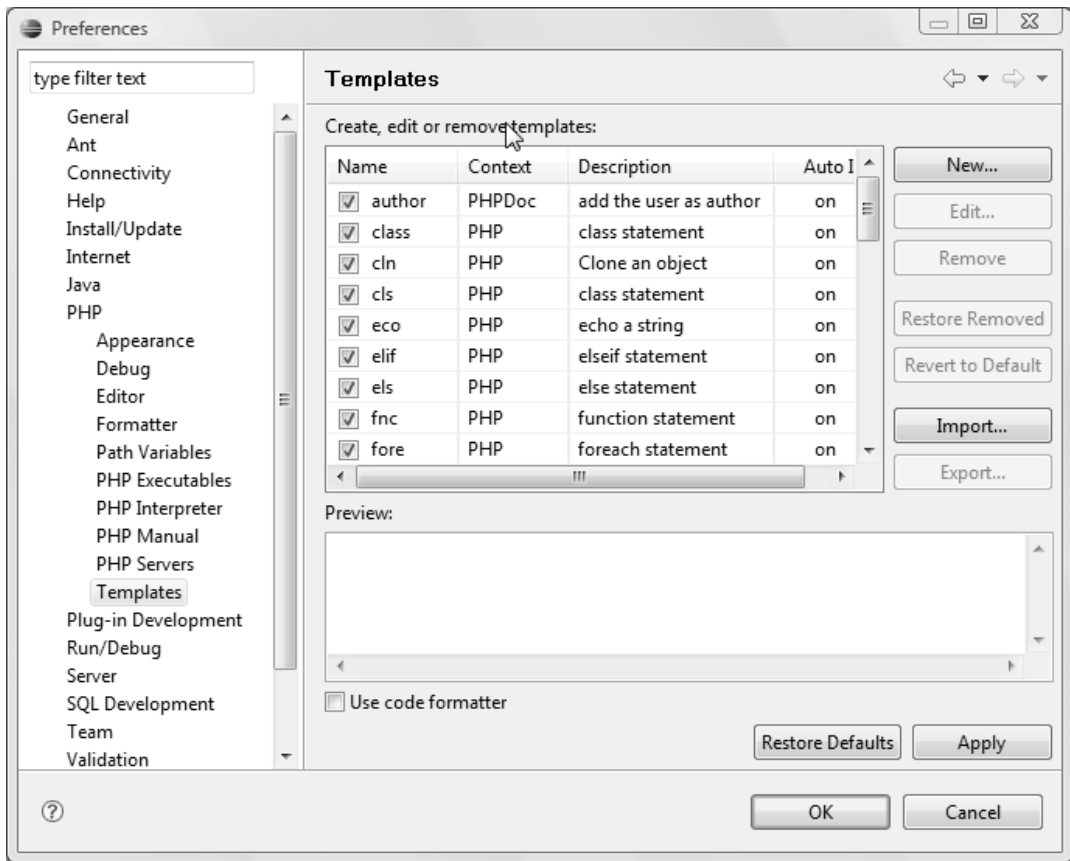 Preferences
type filter text
General
Ant
Connectivity
Help
Install/Update
Internet
Java
PHP
Appearance
Debug
Editor
Formatter
Path Variables
PHP Executables
PHP Interpreter
PHP Manual
PHP Servers
Templates
Plug-in Development
Run/Debug
Server
SQL Development
Team
Validation
Templates
Create, edit or remove templates:
Name Context Description Auto I
author PHPDoc add the user as author on
class PHP class statement on
cln PHP Clone an object on
cls PHP class statement on
eco PHP echo a string on
elif PHP elseif statement on
els PHP else statement on
fnc PHP function statement on
fore PHP foreach statement on
New...
Edit...
Remove
Restore Removed
Revert to Default
Import...
Export...
Preview:
Use code formatter
Restore Defaults Apply
OK Cancel